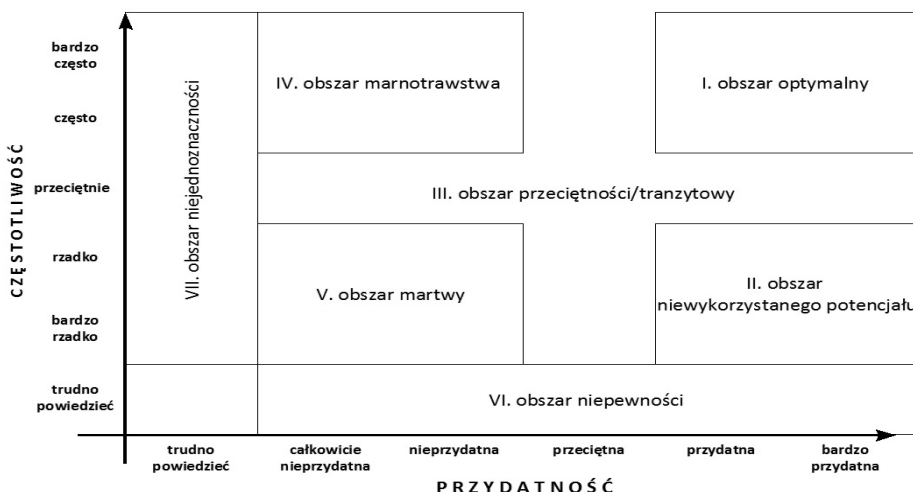 CZĘSTOTLIWOŚĆ
bardzo
często
często
przeciętnie
rzadko
bardzo
rzadko
trudno
powiedzieć
VII. obszar niejednoznaczności
IV. obszar marnotrawstwa
I. obszar optymalny
III. obszar przeciętności/tranzytowy
V. obszar martwy
II. obszar
niewykorzystanego potencjału
VI. obszar niepewności
trudno
powiedzieć
całkowicie
nieprzydatna
nieprzydatna
przeciętna
przydatna
bardzo
przydatna
PRZYDATNOŚĆ